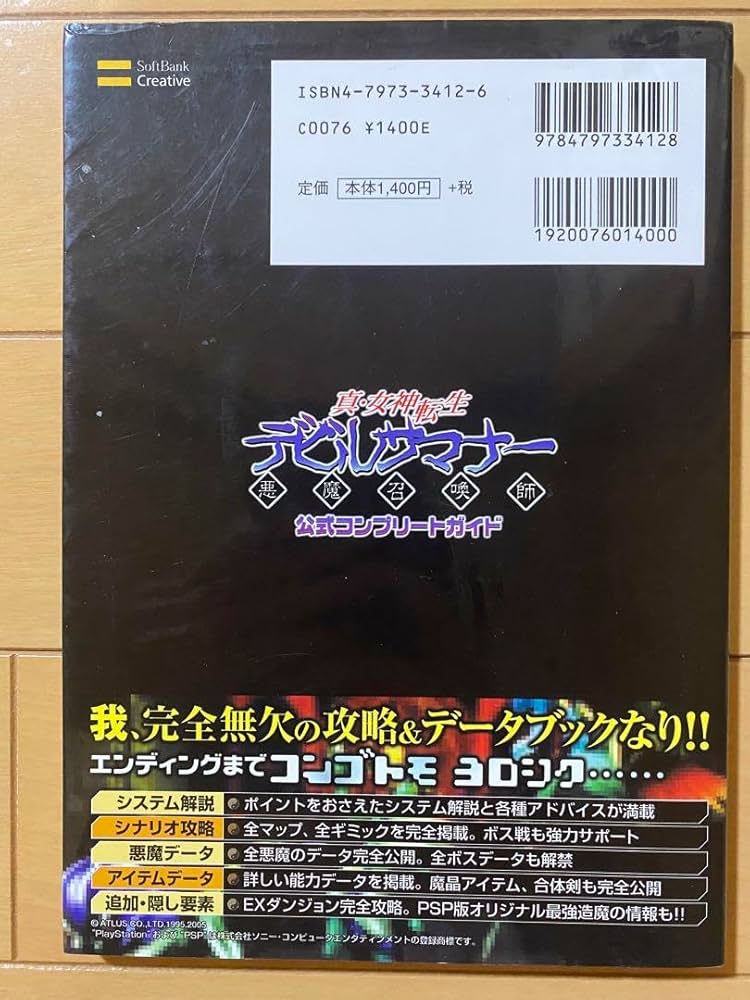 SoftBank
Creative
ISBN4-7973-3412-6
C0076 ¥1400E
9784797334128
定価 本体1,400円 +税
1920076014000
真・女神転生
デビルサマナー
悪魔召喚師
公式コンプリートガイド
我、完全無欠の攻略&データブックなり!!
エンディングまでコンゴトモ ヨロシク……
システム解説 ポイントをおさえたシステム解説と各種アドバイスが満載
シナリオ攻略 全マップ、全ギミックを完全掲載。ボス戦も強力サポート
悪魔データ 全悪魔のデータ完全公開。全ボスデータも解禁
アイテムデータ 詳しい能力データを掲載。魔晶アイテム、合体剣も完全公開
追加・隠し要素 EXダンジョン完全攻略。PSP版オリジナル最強造魔の情報も!!
© ATLUS CO.,LTD.1995,2005
"PlayStation" および "PSP" は株式会社ソニー・コンピュータエンタテインメントの登録商標です。